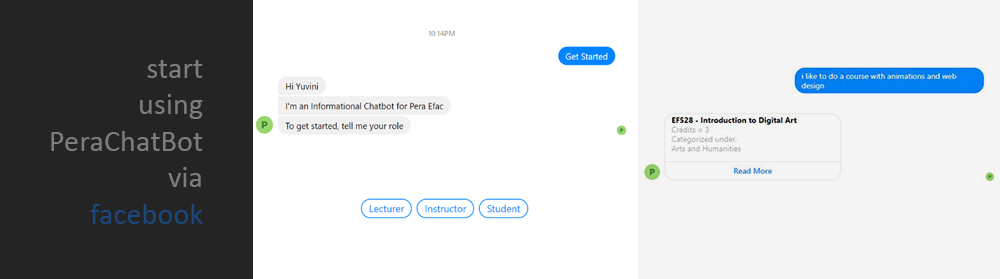 start
using
PeraChatBot
via
facebook
10:14PM
Get Started
Hi Yuvini
I'm an Informational Chatbot for Pera Efac
To get started, tell me your role
P
P
Lecturer
Instructor
Student
i like to do a course with animations and web
design
EF528 - Introduction to Digital Art
Credits = 3
Categorized under,
Arts and Humanities
Read More
P
P